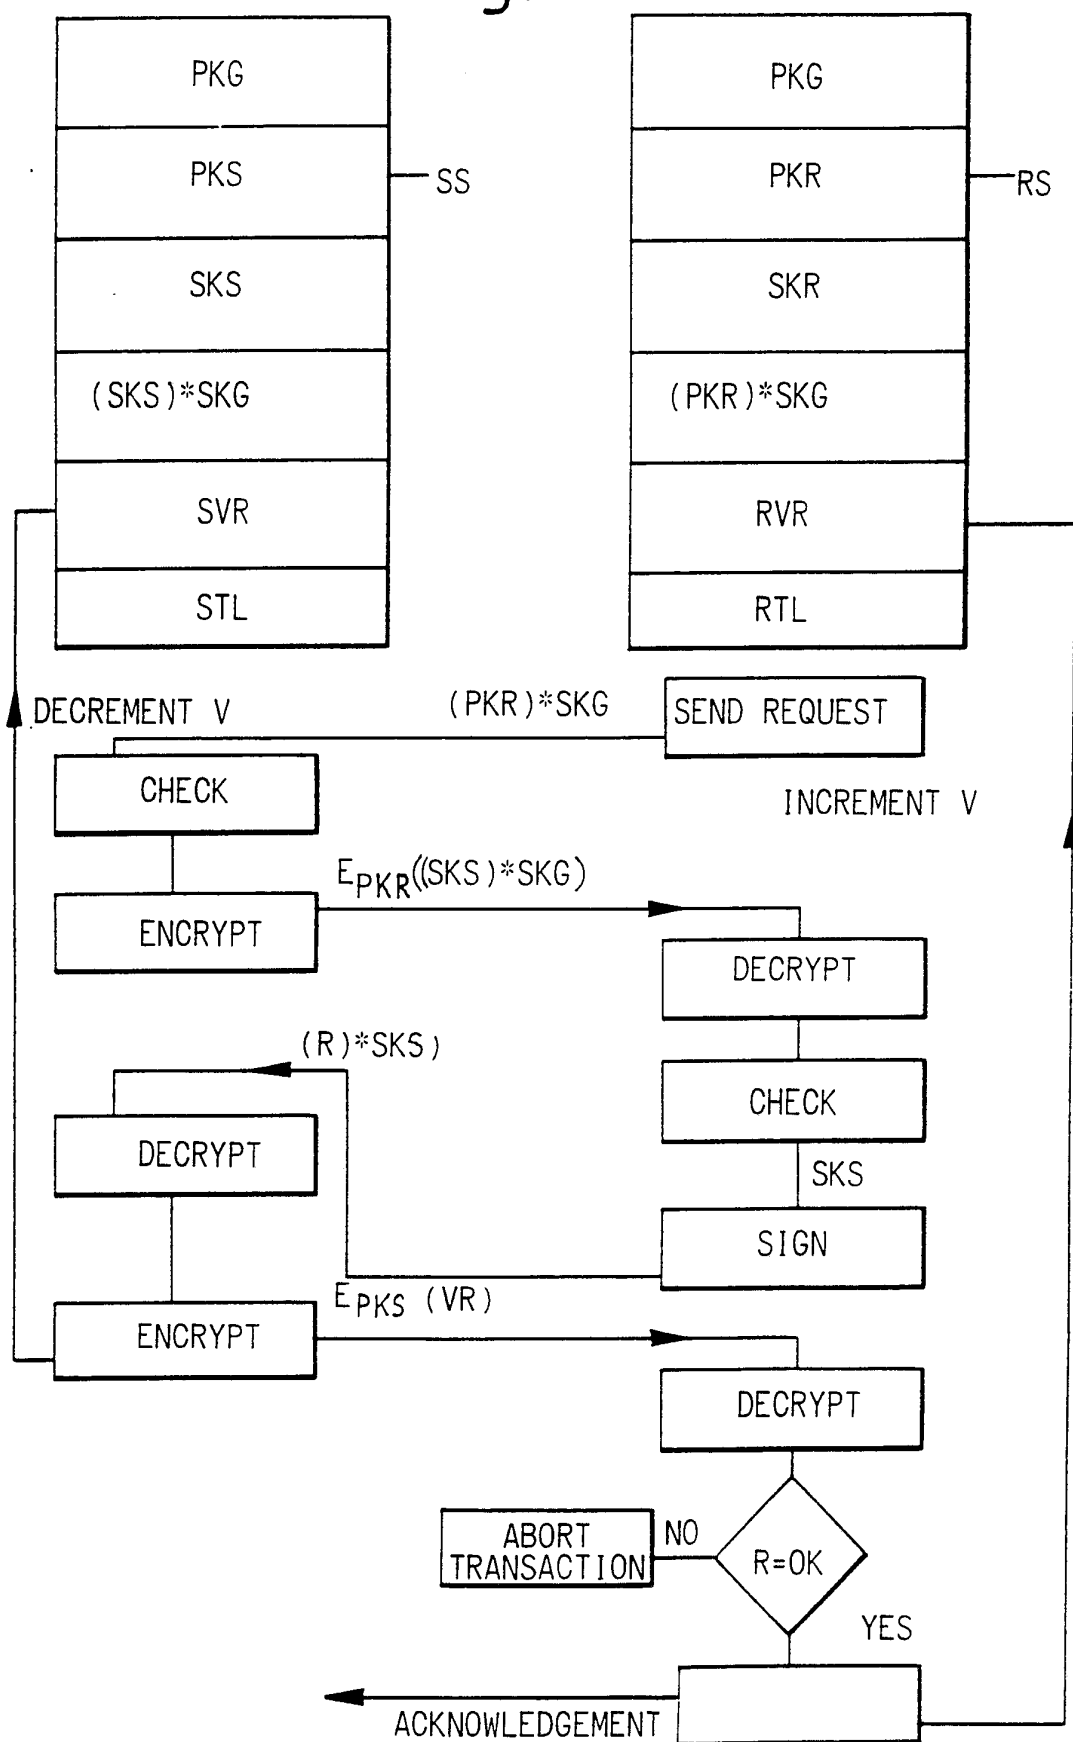 PKG
PKS
SS
SKS
(SKS)*SKG
SVR
STL
PKG
PKR
RS
SKR
(PKR)*SKG
RVR
RTL
DECREMENT V
(PKR)*SKG
SEND REQUEST
CHECK
INCREMENT V
EPKR((SKS)*SKG)
ENCRYPT
DECRYPT
(R)*SKS)
CHECK
DECRYPT
SKS
SIGN
EPKS (VR)
ENCRYPT
DECRYPT
ABORT
TRANSACTION
NO
R=OK
YES
ACKNOWLEDGEMENT